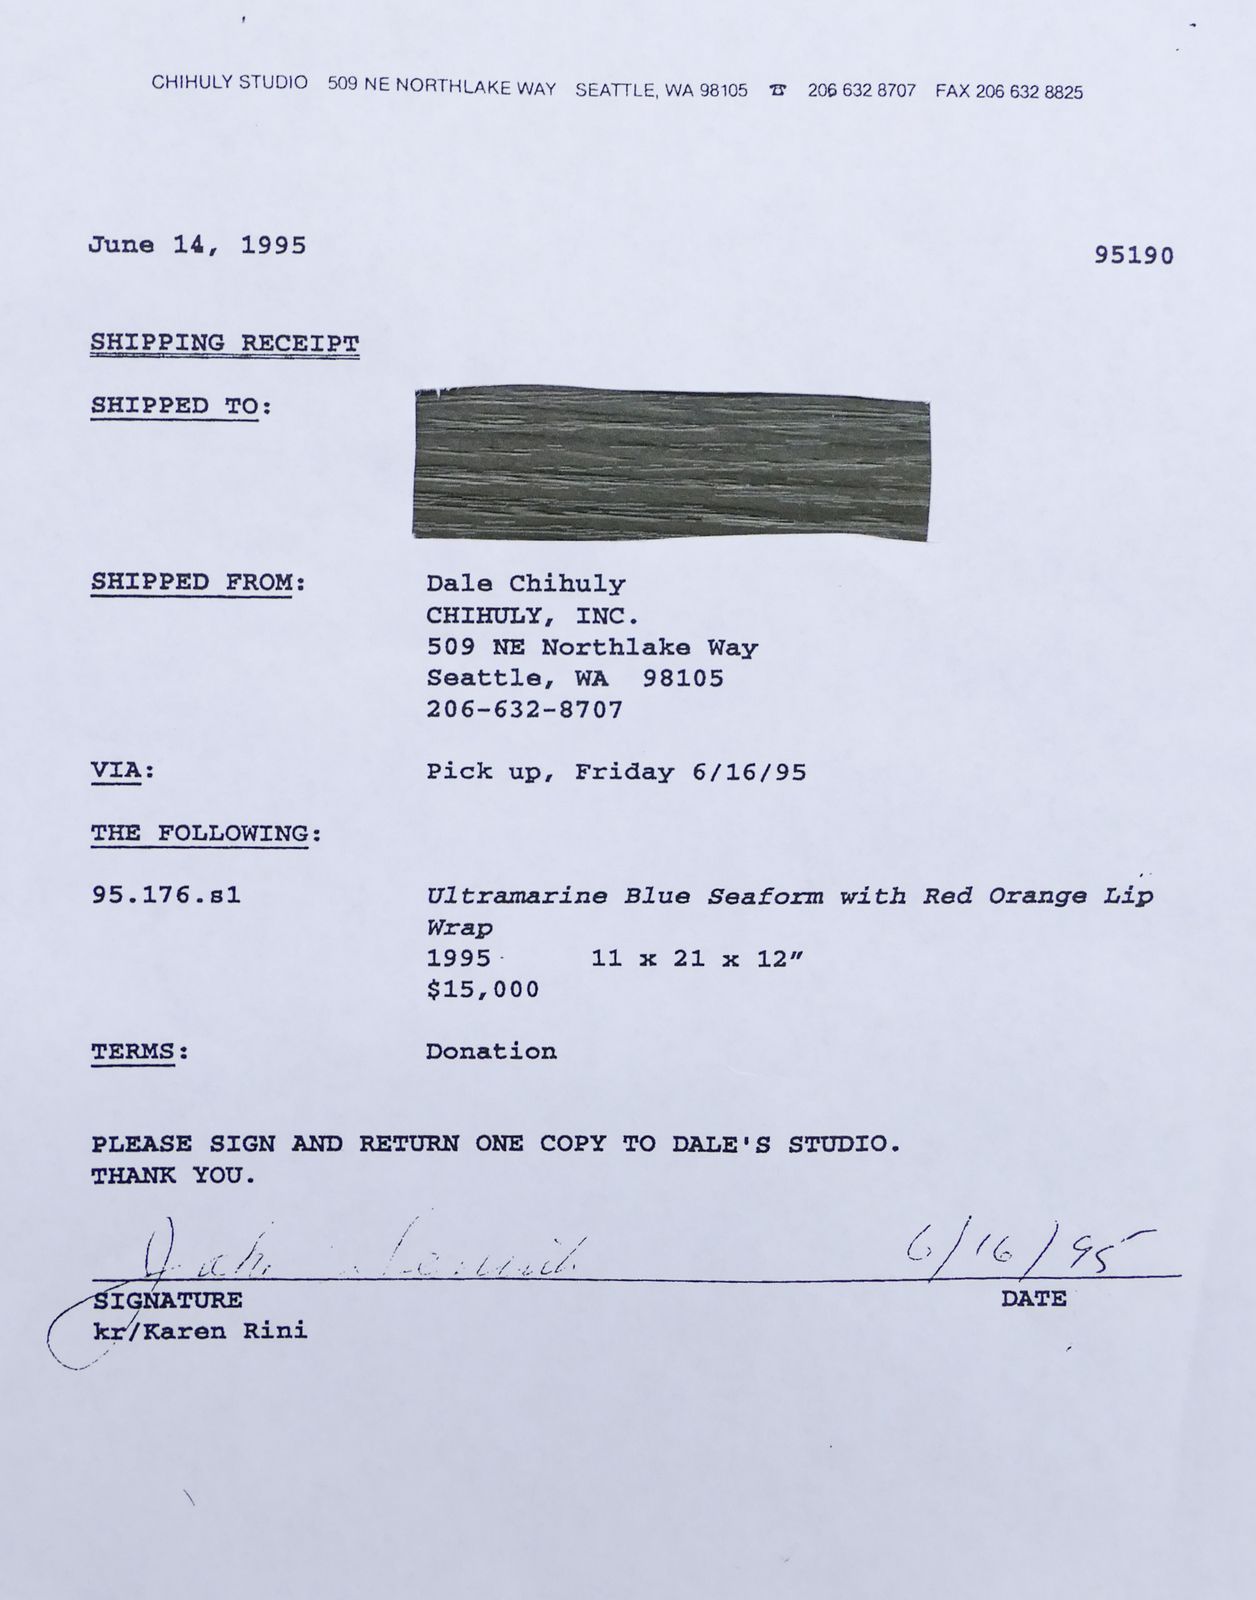 CHIHULY STUDIO 509 NE NORTHLAKE WAY SEATTLE, WA 98105 ☎ 206 632 8707 FAX 206 632 8825
June 14, 1995 95190
SHIPPING RECEIPT
SHIPPED TO:
SHIPPED FROM: Dale Chihuly
CHIHULY, INC.
509 NE Northlake Way
Seattle, WA 98105
206-632-8707
VIA: Pick up, Friday 6/16/95
THE FOLLOWING:
95.176.s1 Ultramarine Blue Seaform with Red Orange Lip
Wrap
1995 11 x 21 x 12"
$15,000
TERMS: Donation
PLEASE SIGN AND RETURN ONE COPY TO DALE'S STUDIO.
THANK YOU.
6/16/95
SIGNATURE DATE
kr/Karen Rini